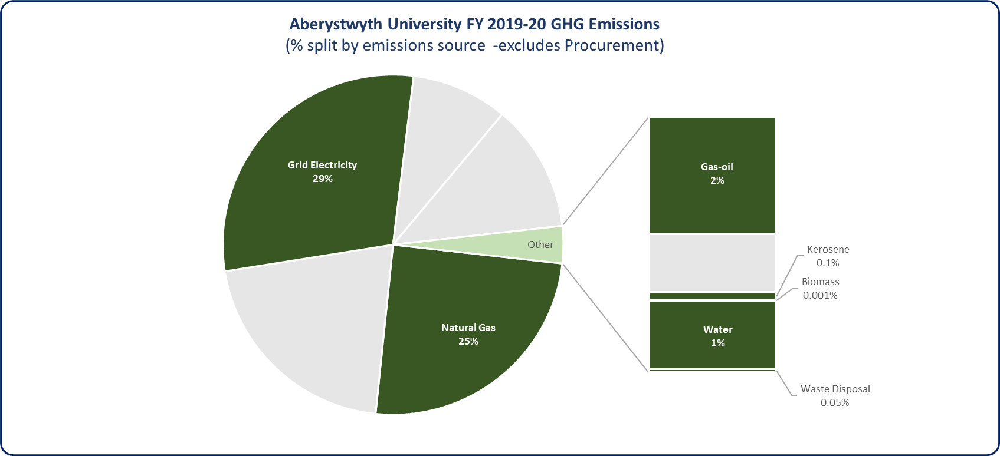 Aberystwyth University FY 2019-20 GHG Emissions
(% split by emissions source -excludes Procurement)
Grid Electricity
29%
Other
Natural Gas
25%
Gas-oil
2%
Kerosene
0.1%
Biomass
0.001%
Water
1%
Waste Disposal
0.05%